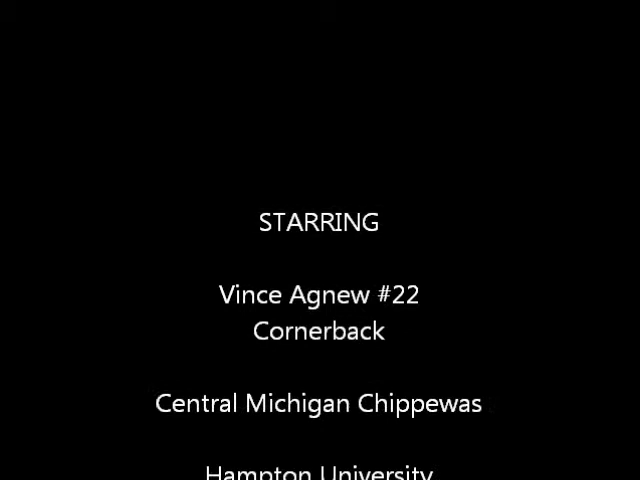 STARRING
Vince Agnew #22
Cornerback
Central Michigan Chippewas
Hampton University